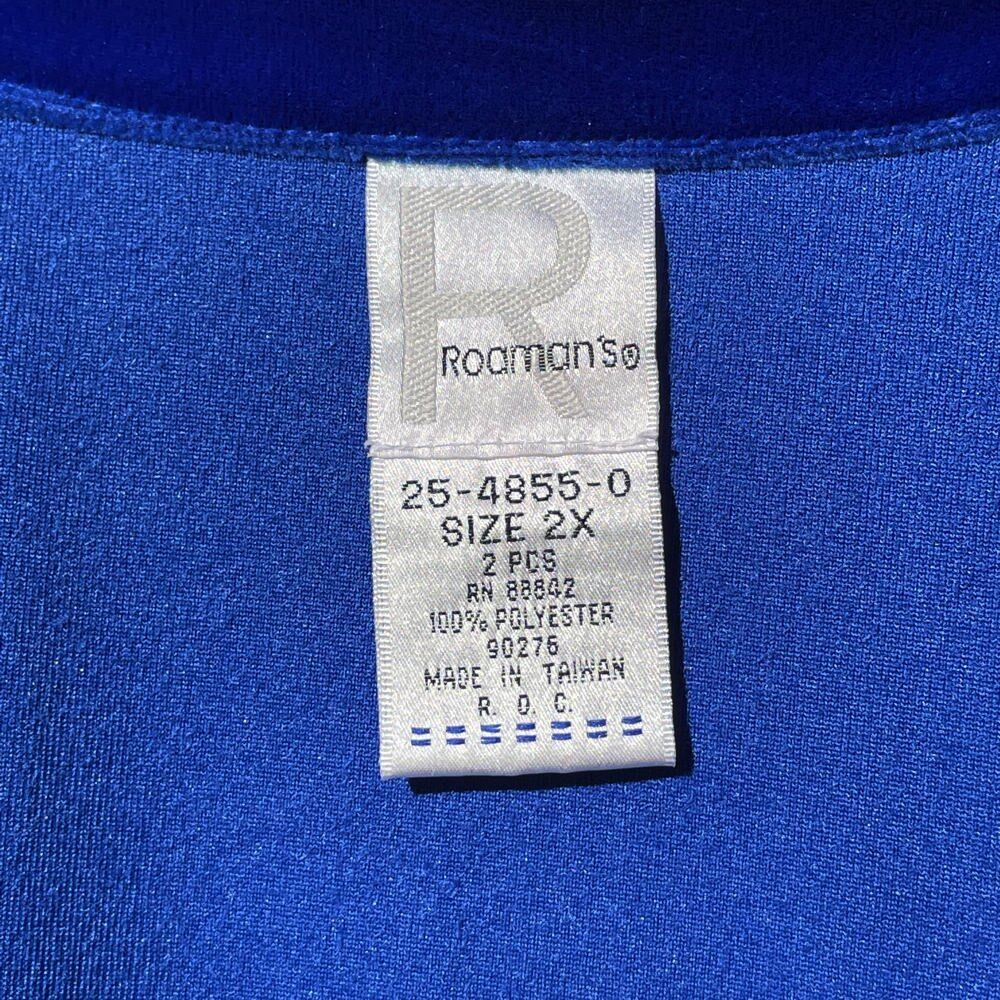 R
Roaman's®
25-4855-0
SIZE 2X
2 PCS
RN 88842
100% POLYESTER
90276
MADE IN TAIWAN
R. O. C.